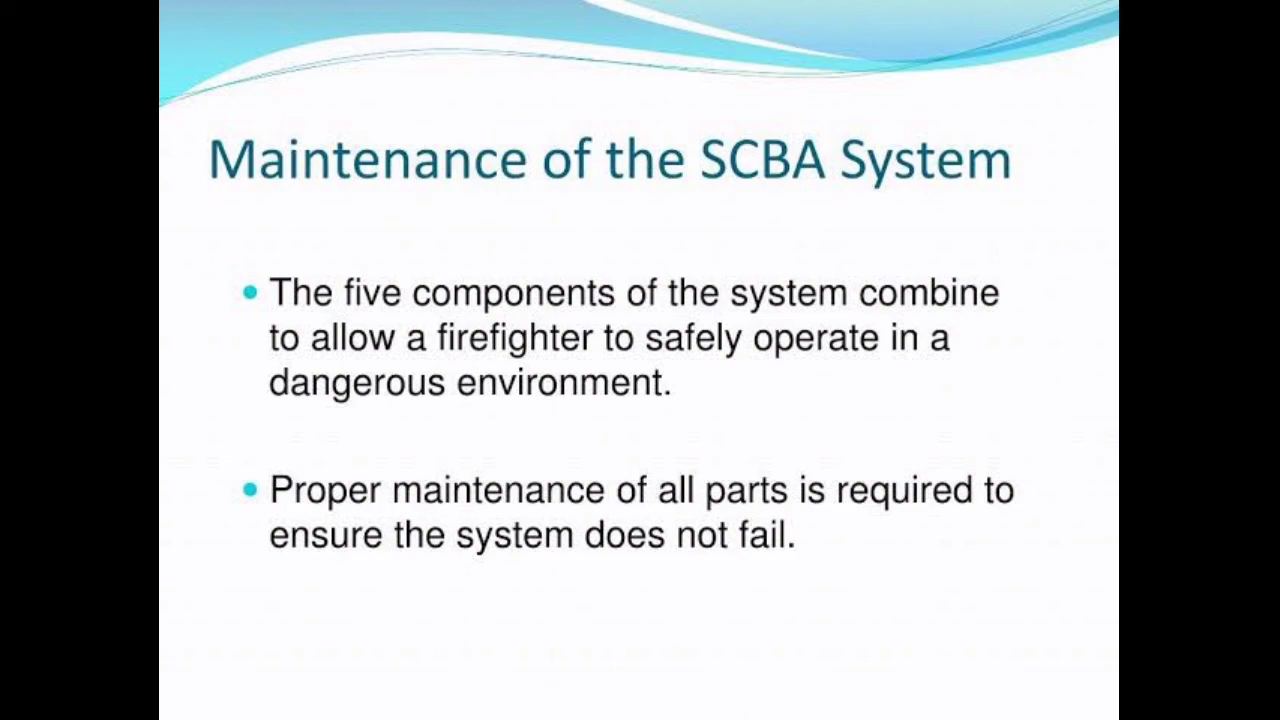 Maintenance of the SCBA System
• The five components of the system combine
to allow a firefighter to safely operate in a
dangerous environment.
• Proper maintenance of all parts is required to
ensure the system does not fail.